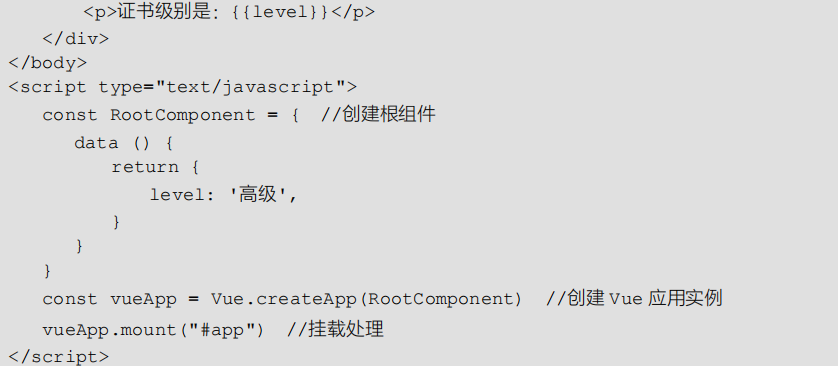 <p>证书级别是：{{level}}</p>
</div>
</body>
<script type="text/javascript">
const RootComponent = {  //创建根组件
data () {
return {
level: '高级',
}
}
}
const vueApp = Vue.createApp(RootComponent)  //创建 Vue 应用实例
vueApp.mount("#app")  //挂载处理
</script>